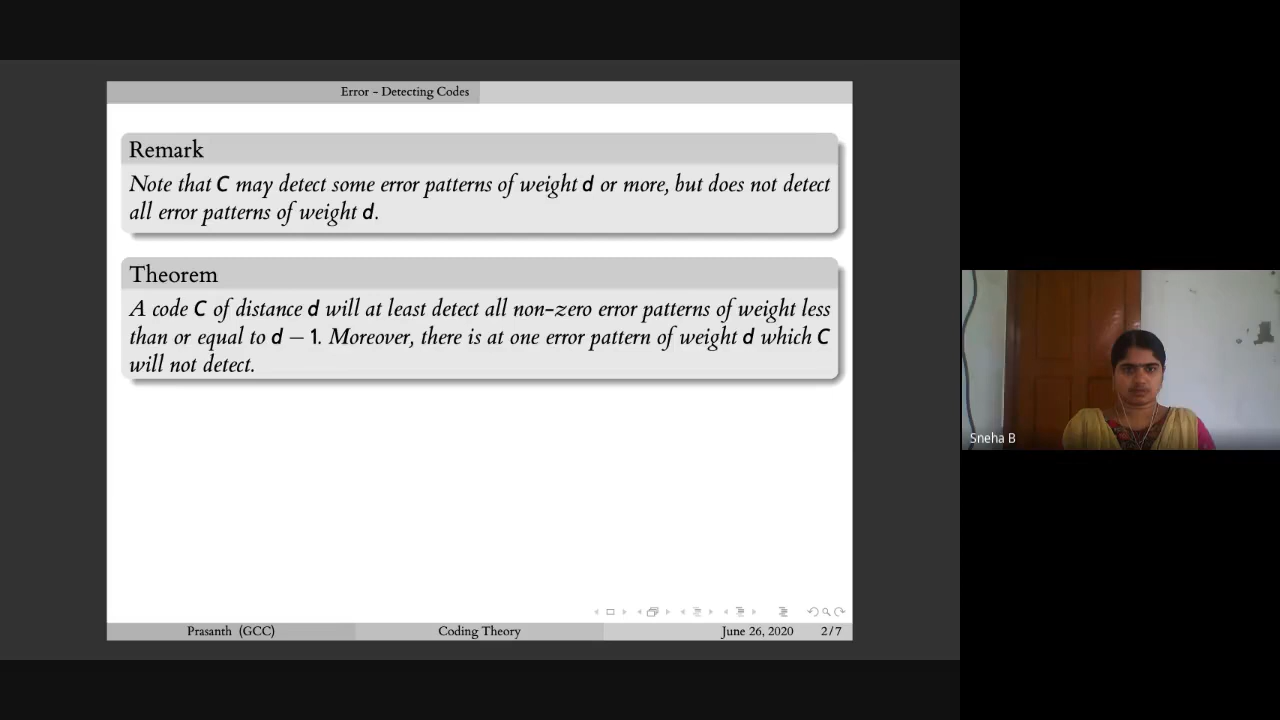 Error - Detecting Codes
Remark
Note that C may detect some error patterns of weight d or more, but does not detect
all error patterns of weight d.
Theorem
A code C of distance d will at least detect all non-zero error patterns of weight less
than or equal to d − 1. Moreover, there is at one error pattern of weight d which C
will not detect.
Sneha B
Prasanth (GCC) Coding Theory June 26, 2020 2/7